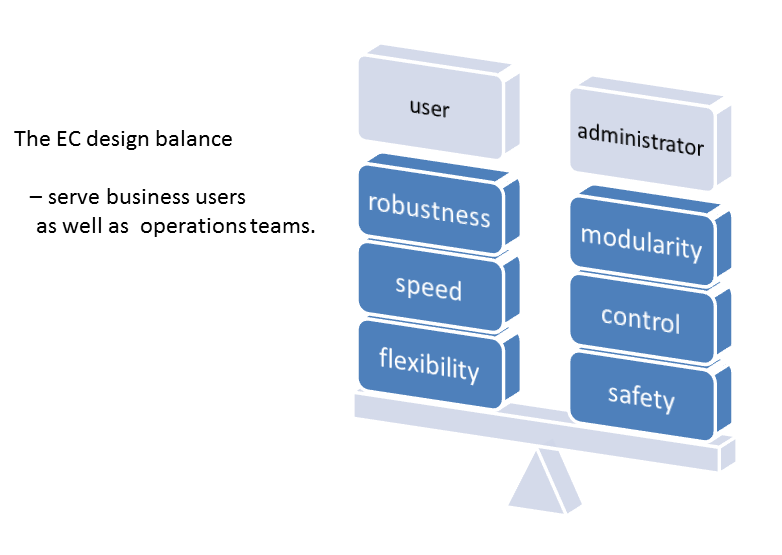 The EC design balance
– serve business users
as well as operations teams.
user
robustness
speed
flexibility
administrator
modularity
control
safety